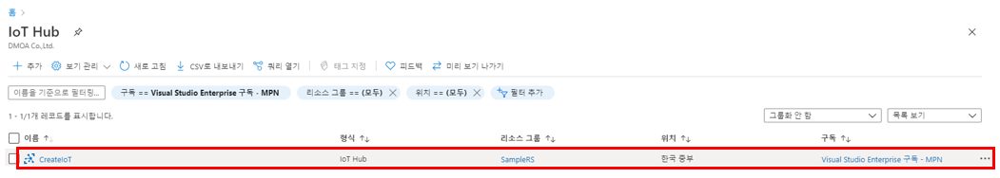 홈 >
IoT Hub
DMOA Co.,Ltd.
+ 추가 보기 관리 새로 고침 CSV로 내보내기 쿼리 열기 태그 지정 피드백 미리 보기 나가기
이름을 기준으로 필터링... 구독 == Visual Studio Enterprise 구독 - MPN 리소스 그룹 == (모두) 위치 == (모두) 필터 추가
1 - 1/1개 레코드를 표시합니다. 그룹화 안 함 목록 보기
이름 ↑ 형식 ↑↓ 리소스 그룹 ↑↓ 위치 ↑↓ 구독 ↑↓
CreateIoT IoT Hub SampleRS 한국 중부 Visual Studio Enterprise 구독 - MPN ...